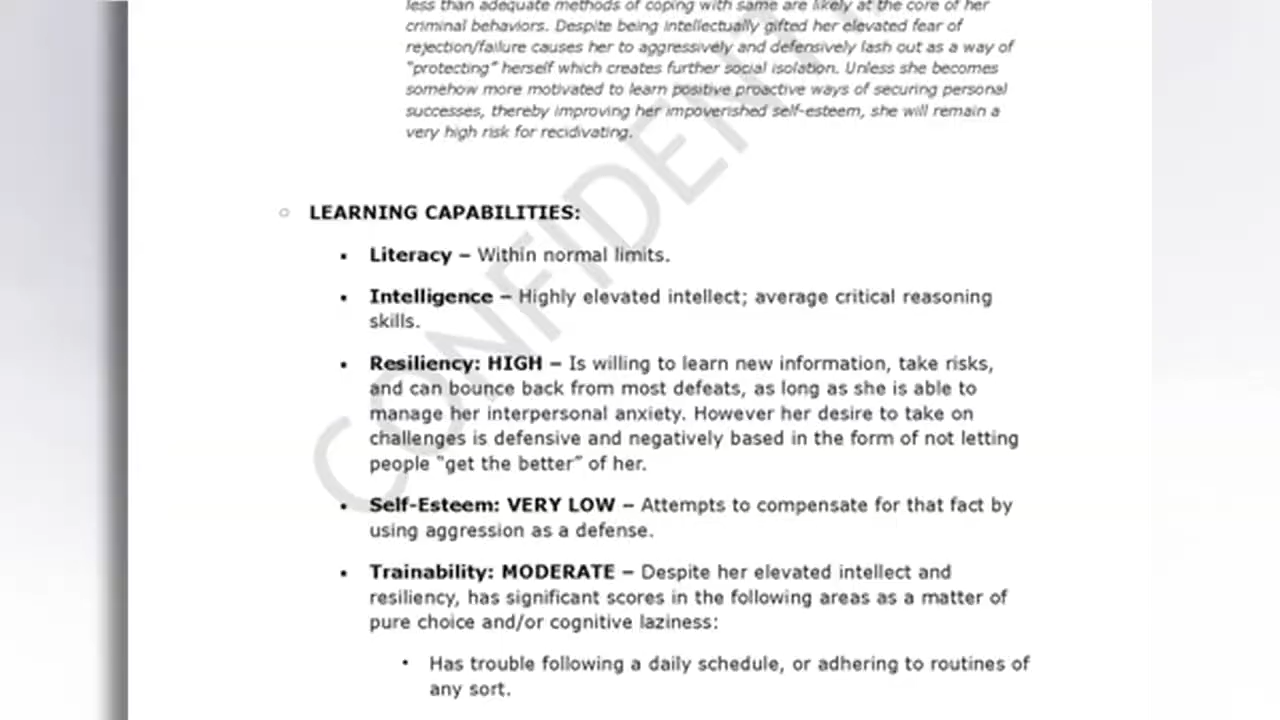 less than adequate methods of coping with same are likely at the core of her
criminal behaviors. Despite being intellectually gifted her elevated fear of
rejection/failure causes her to aggressively and defensively lash out as a way of
"protecting" herself which creates further social isolation. Unless she becomes
somehow more motivated to learn positive proactive ways of securing personal
successes, thereby improving her impoverished self-esteem, she will remain a
very high risk for recidivating.
○ LEARNING CAPABILITIES:
▪ Literacy – Within normal limits.
▪ Intelligence – Highly elevated intellect; average critical reasoning
skills.
▪ Resiliency: HIGH – Is willing to learn new information, take risks,
and can bounce back from most defeats, as long as she is able to
manage her interpersonal anxiety. However her desire to take on
challenges is defensive and negatively based in the form of not letting
people "get the better" of her.
▪ Self-Esteem: VERY LOW – Attempts to compensate for that fact by
using aggression as a defense.
▪ Trainability: MODERATE – Despite her elevated intellect and
resiliency, has significant scores in the following areas as a matter of
pure choice and/or cognitive laziness:
• Has trouble following a daily schedule, or adhering to routines of
any sort.
CONFIDENT